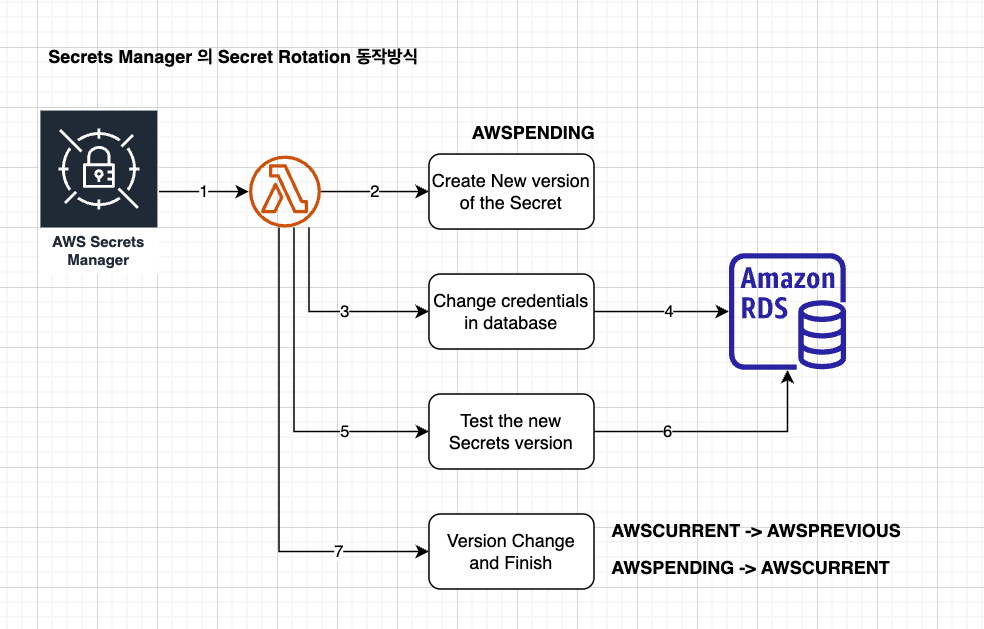 Secrets Manager 의 Secret Rotation 동작방식
AWS Secrets
Manager
1
2
AWSPENDING
Create New version
of the Secret
3
Change credentials
in database
4
Amazon
RDS
5
Test the new
Secrets version
6
7
Version Change
and Finish
AWSCURRENT -> AWSPREVIOUS
AWSPENDING -> AWSCURRENT